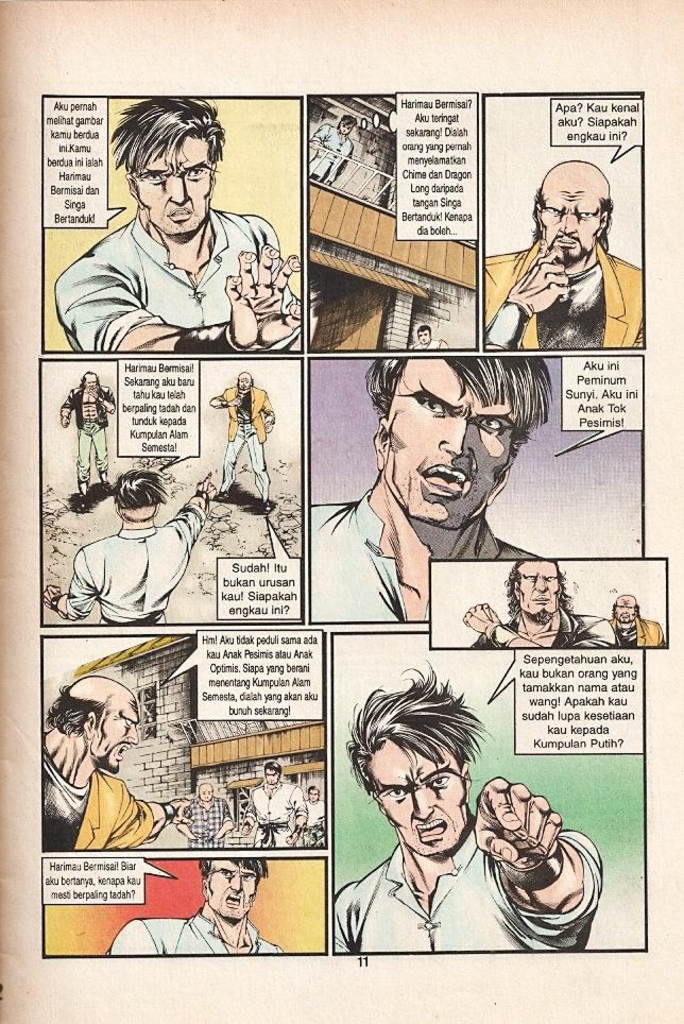 Aku pernah
melihat gambar
kamu berdua
ini.Kamu
berdua ini ialah
Harimau
Bermisai dan
Singa
Bertanduk!
Harimau Bermisai?
Aku teringat
sekarang! Dialah
orang yang pernah
menyelamatkan
Chime dan Dragon
Long daripada
tangan Singa
Bertanduk! Kenapa
dia boleh...
Apa? Kau kenal
aku? Siapakah
engkau ini?
Harimau Bermisai!
Sekarang aku baru
tahu kau telah
berpaling tadah dan
tunduk kepada
Kumpulan Alam
Semesta!
Sudah! Itu
bukan urusan
kau! Siapakah
engkau ini?
Aku ini
Peminum
Sunyi. Aku ini
Anak Tok
Pesimis!
Hm! Aku tidak peduli sama ada
kau Anak Pesimis atau Anak
Optimis. Siapa yang berani
menentang Kumpulan Alam
Semesta, dialah yang akan aku
bunuh sekarang!
Harimau Bermisai! Biar
aku bertanya, kenapa kau
mesti berpaling tadah?
Sepengetahuan aku,
kau bukan orang yang
tamakkan nama atau
wang! Apakah kau
sudah lupa kesetiaan
kau kepada
Kumpulan Putih?
11